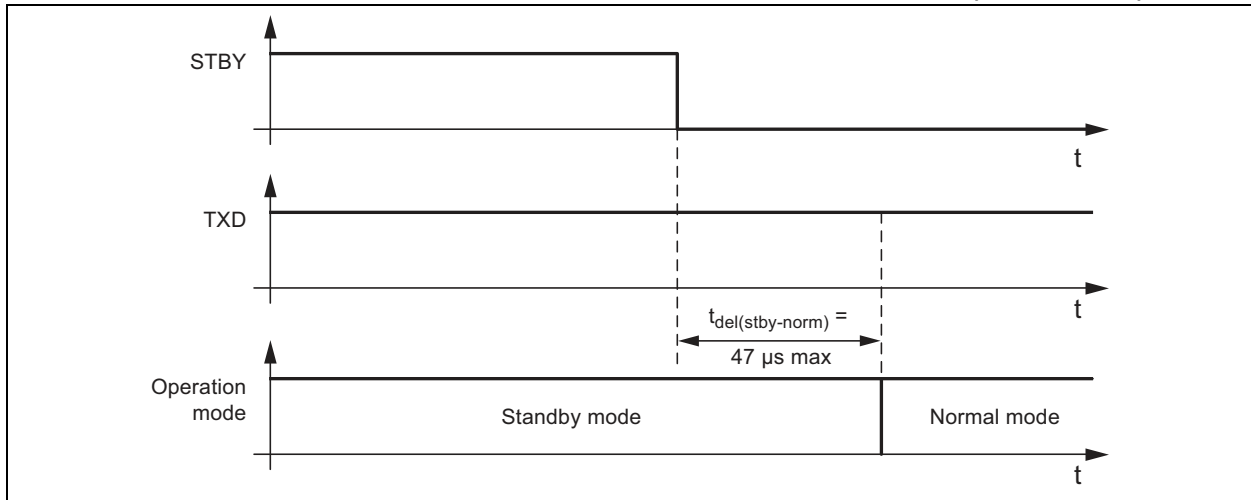 STBY
t
TXD
t
tdel(stby-norm) =
47 µs max
Operation
mode
Standby mode
Normal mode
t